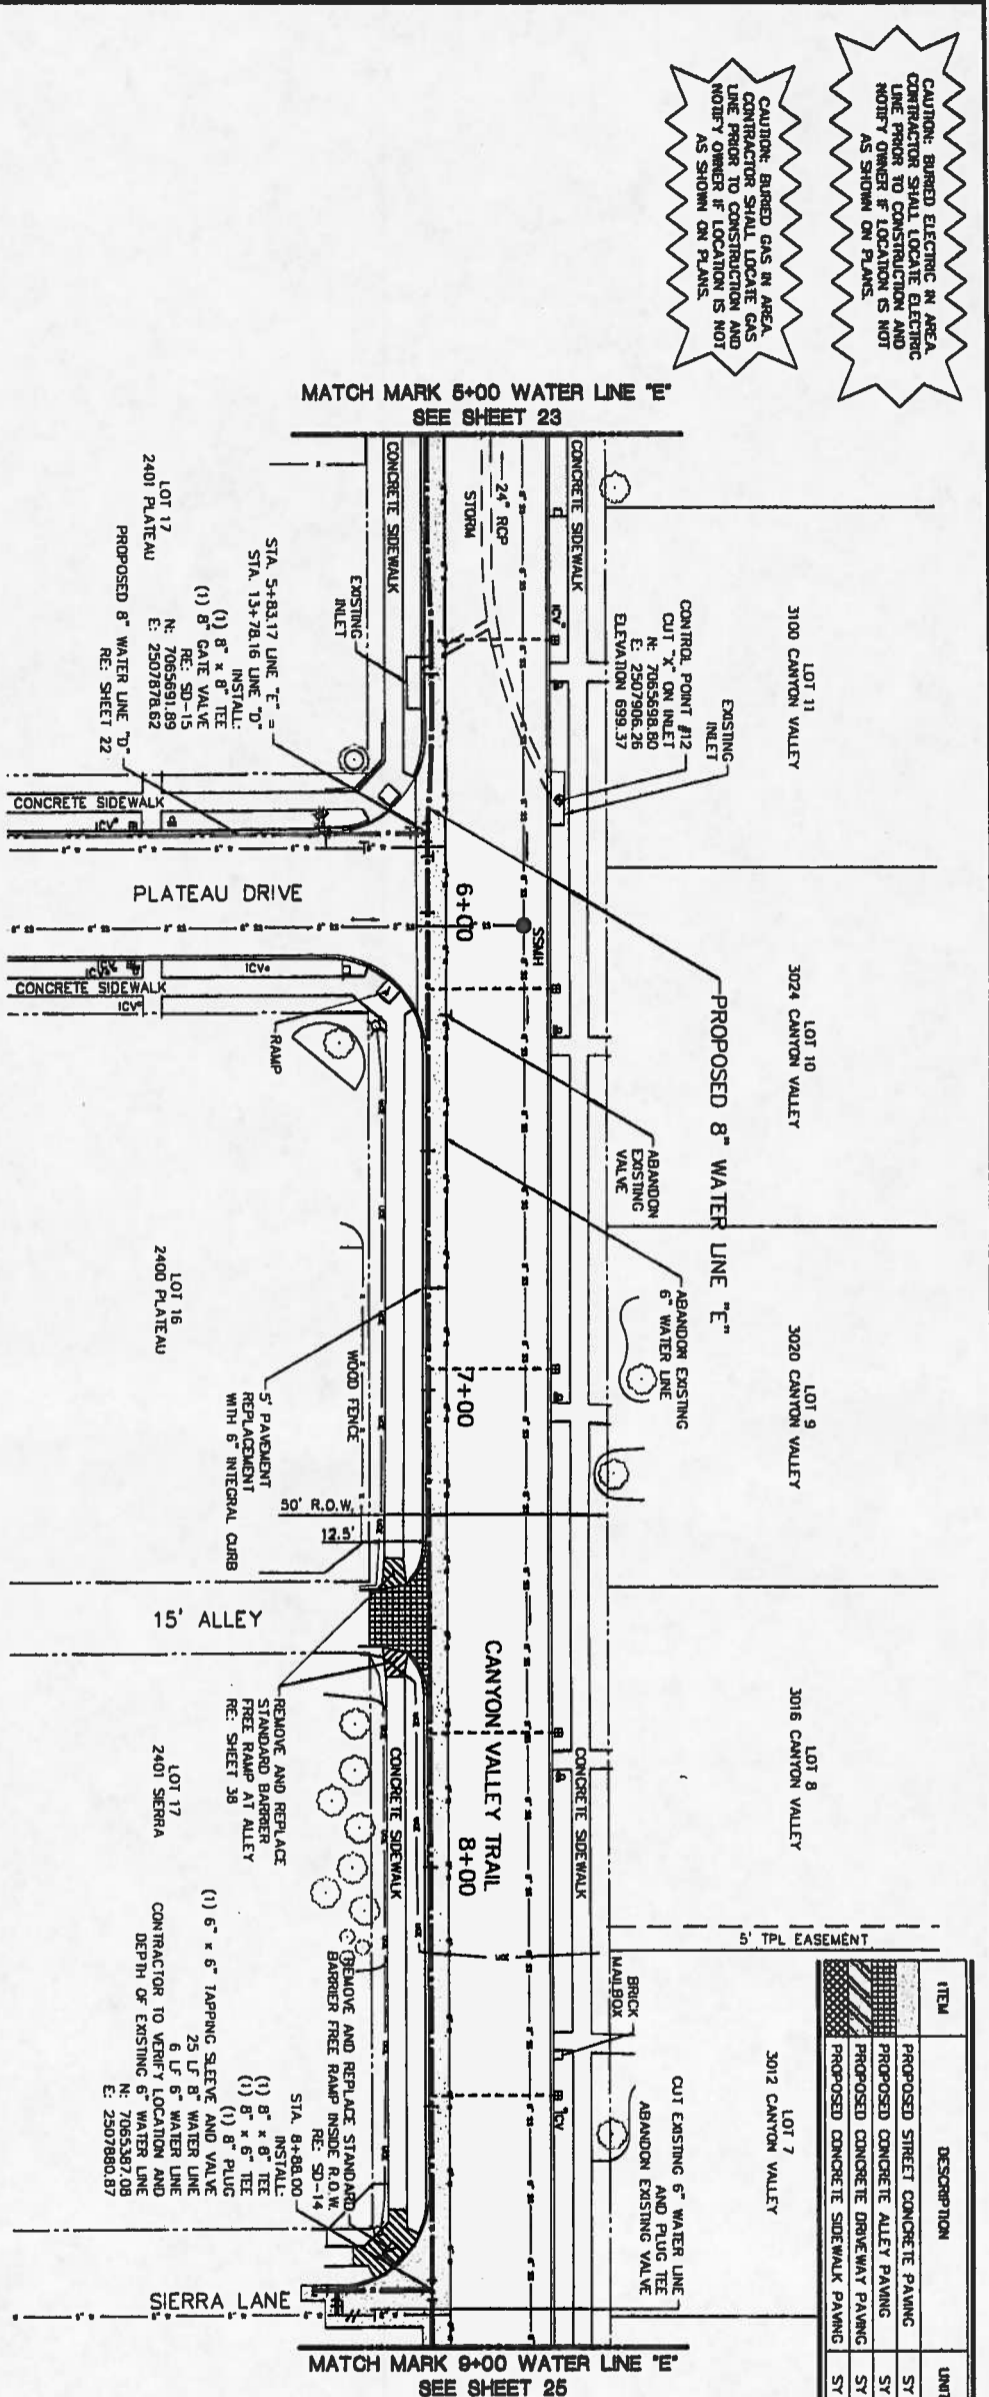 CAUTION: BURIED ELECTRIC IN AREA.
CONTRACTOR SHALL LOCATE ELECTRIC
LINE PRIOR TO CONSTRUCTION AND
NOTIFY OWNER IF LOCATION IS NOT
AS SHOWN ON PLANS.
CAUTION: BURIED GAS IN AREA.
CONTRACTOR SHALL LOCATE GAS
LINE PRIOR TO CONSTRUCTION AND
NOTIFY OWNER IF LOCATION IS NOT
AS SHOWN ON PLANS.
MATCH MARK 5+00 WATER LINE "E"
SEE SHEET 23
LOT 11
3100 CANYON VALLEY
LOT 10
3024 CANYON VALLEY
LOT 9
3020 CANYON VALLEY
LOT 8
3016 CANYON VALLEY
LOT 7
3012 CANYON VALLEY
5' TPL EASEMENT
ITEM
DESCRIPTION
UNIT
PROPOSED STREET CONCRETE PAVING
SY
PROPOSED CONCRETE ALLEY PAVING
SY
PROPOSED CONCRETE DRIVEWAY PAVING
SY
PROPOSED CONCRETE SIDEWALK PAVING
SY
EXISTING
INLET
CONTROL POINT #12
CUT "X" ON INLET
N: 7065698.80
E: 2507906.26
ELEVATION 699.37
CONCRETE SIDEWALK
ICV
24" RCP
STORM
CONCRETE SIDEWALK
EXISTING
INLET
STA. 5+83.17 LINE "E" =
STA. 13+78.16 LINE "D"
INSTALL:
(1) 8" x 8" TEE
(1) 8" GATE VALVE
RE: SD-15
N: 7065691.89
E: 2507878.62
LOT 17
2401 PLATEAU
PROPOSED 8" WATER LINE "D"
RE: SHEET 22
CONCRETE SIDEWALK
ICV
PLATEAU DRIVE
6+00
SSMH
ICV
ICV
ICV
CONCRETE SIDEWALK
ICV
RAMP
PROPOSED 8" WATER LINE "E"
ABANDON
EXISTING
VALVE
ABANDON EXISTING
6" WATER LINE
LOT 16
2400 PLATEAU
WOOD FENCE
5' PAVEMENT
REPLACEMENT
WITH 6" INTEGRAL CURB
7+00
50' R.O.W.
12.5'
15' ALLEY
CANYON VALLEY TRAIL
CONCRETE SIDEWALK
REMOVE AND REPLACE
STANDARD BARRIER
FREE RAMP AT ALLEY
RE: SHEET 38
LOT 17
2401 SIERRA
CONCRETE SIDEWALK
8+00
BRICK
MAILBOX
ICV
CUT EXISTING 6" WATER LINE
AND PLUG TEE
ABANDON EXISTING VALVE
REMOVE AND REPLACE STANDARD
BARRIER FREE RAMP INSIDE R.O.W.
RE: SD-14
STA. 8+88.00
INSTALL:
(1) 8" x 8" TEE
(1) 8" x 6" TEE
(1) 8" PLUG
(1) 6" x 6" TAPPING SLEEVE AND VALVE
25 LF 8" WATER LINE
6 LF 6" WATER LINE
CONTRACTOR TO VERIFY LOCATION AND
DEPTH OF EXISTING 6" WATER LINE
N: 7065387.08
E: 2507880.87
SIERRA LANE
MATCH MARK 9+00 WATER LINE "E"
SEE SHEET 25